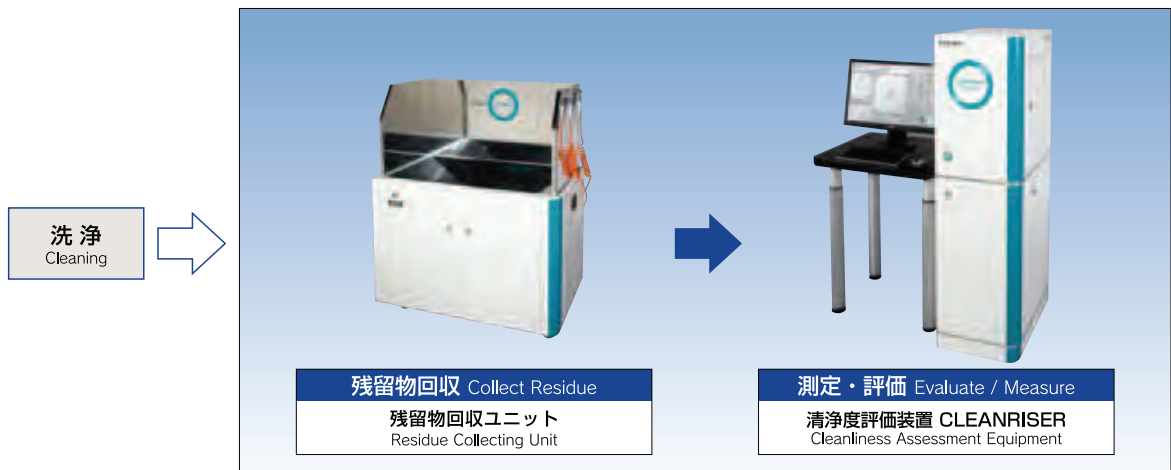 洗 浄
Cleaning
残留物回収 Collect Residue
残留物回収ユニット
Residue Collecting Unit
測定・評価 Evaluate / Measure
清浄度評価装置 CLEANRISER
Cleanliness Assessment Equipment